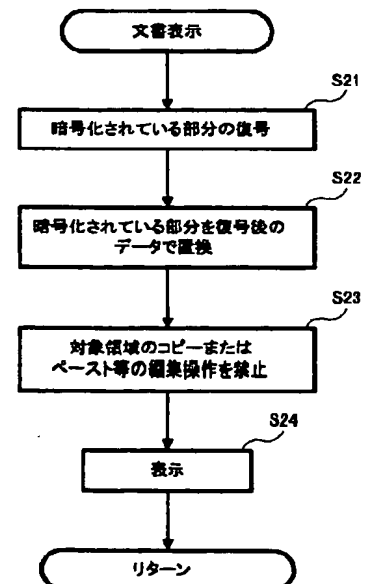 文書表示
S21
暗号化されている部分の復号
S22
暗号化されている部分を復号後の
データで置換
S23
対象領域のコピーまたは
ペースト等の編集操作を禁止
S24
表示
リターン